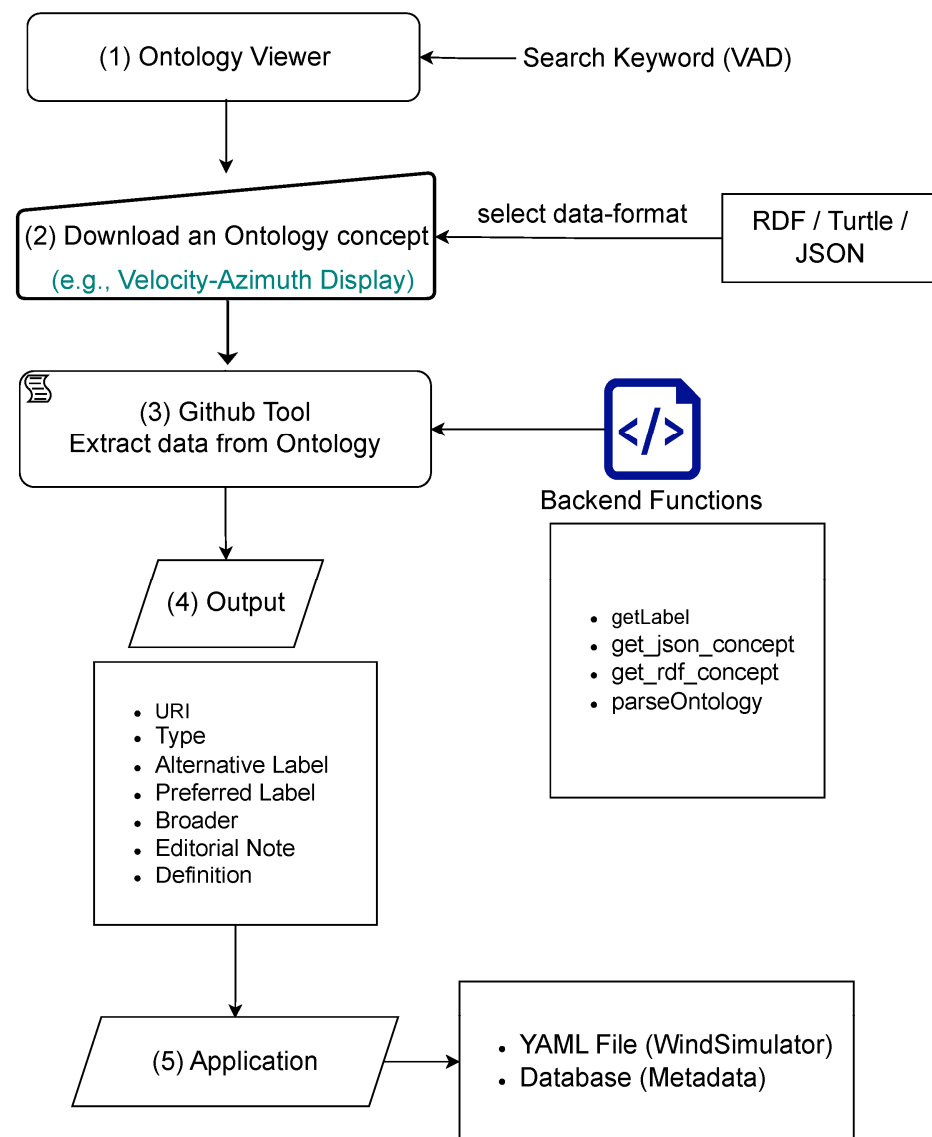 (1) Ontology Viewer
Search Keyword (VAD)
(2) Download an Ontology concept
(e.g., Velocity-Azimuth Display)
select data-format
RDF / Turtle /
JSON
(3) Github Tool
Extract data from Ontology
</>
Backend Functions
• getLabel
• get_json_concept
• get_rdf_concept
• parseOntology
(4) Output
• URI
• Type
• Alternative Label
• Preferred Label
• Broader
• Editorial Note
• Definition
(5) Application
• YAML File (WindSimulator)
• Database (Metadata)